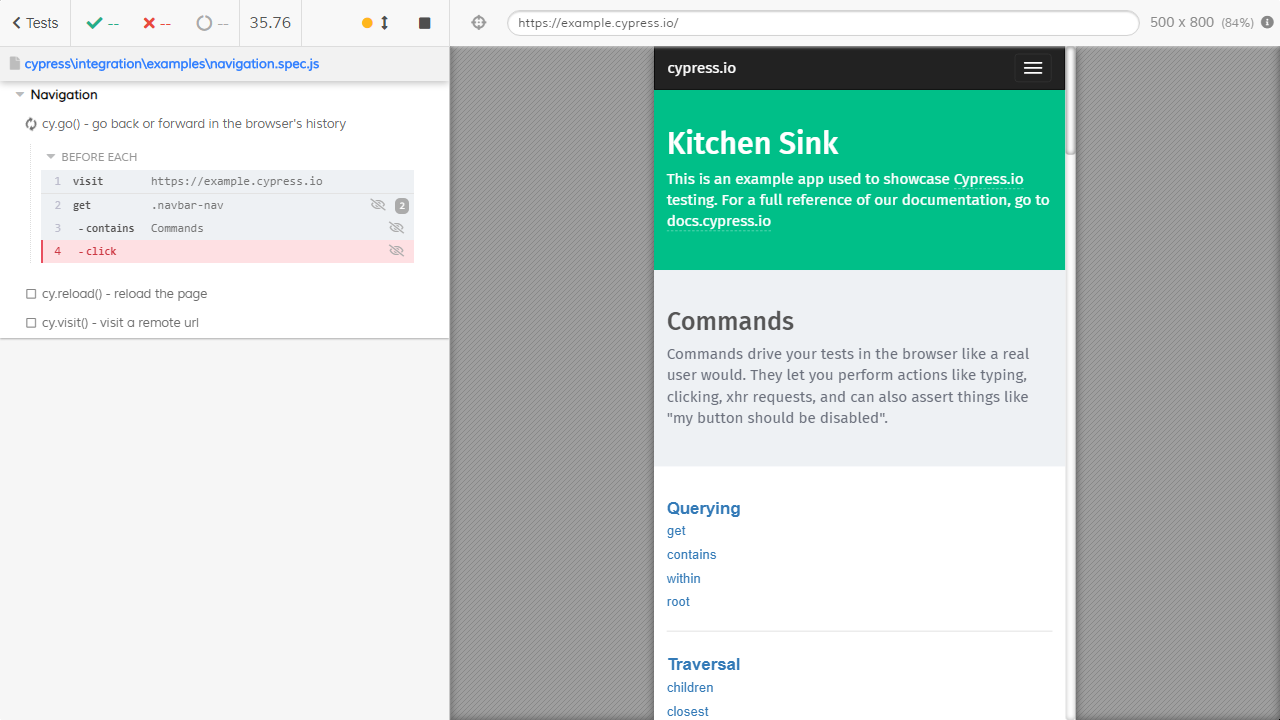 Tests
--
--
--
35.76
https://example.cypress.io/
500 x 800 (84%)
cypress\integration\examples\navigation.spec.js
Navigation
cy.go() - go back or forward in the browser's history
BEFORE EACH
1 visit https://example.cypress.io
2 get .navbar-nav 2
3 - contains Commands
4 - click
cy.reload() - reload the page
cy.visit() - visit a remote url
cypress.io
Kitchen Sink
This is an example app used to showcase Cypress.io
testing. For a full reference of our documentation, go to
docs.cypress.io
Commands
Commands drive your tests in the browser like a real
user would. They let you perform actions like typing,
clicking, xhr requests, and can also assert things like
"my button should be disabled".
Querying
get
contains
within
root
Traversal
children
closest